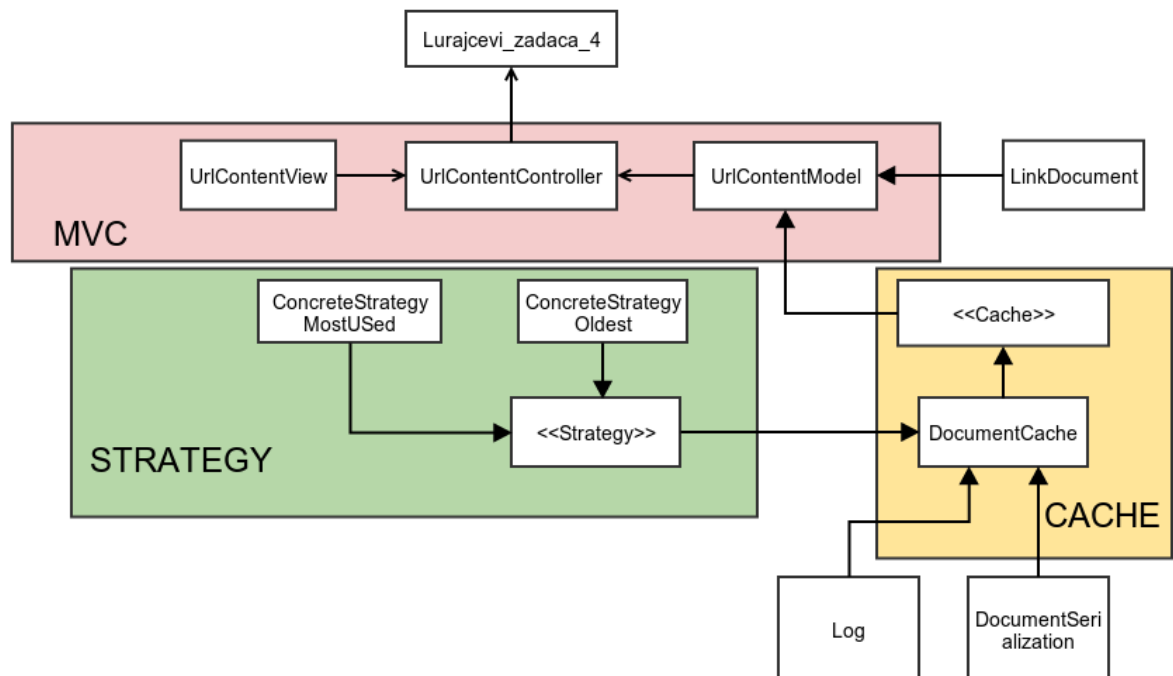 Lurajcevi_zadaca_4
UrlContentView
UrlContentController
UrlContentModel
LinkDocument
MVC
ConcreteStrategy
MostUSed
ConcreteStrategy
Oldest
<<Cache>>
<<Strategy>>
DocumentCache
STRATEGY
CACHE
Log
DocumentSeri
alization